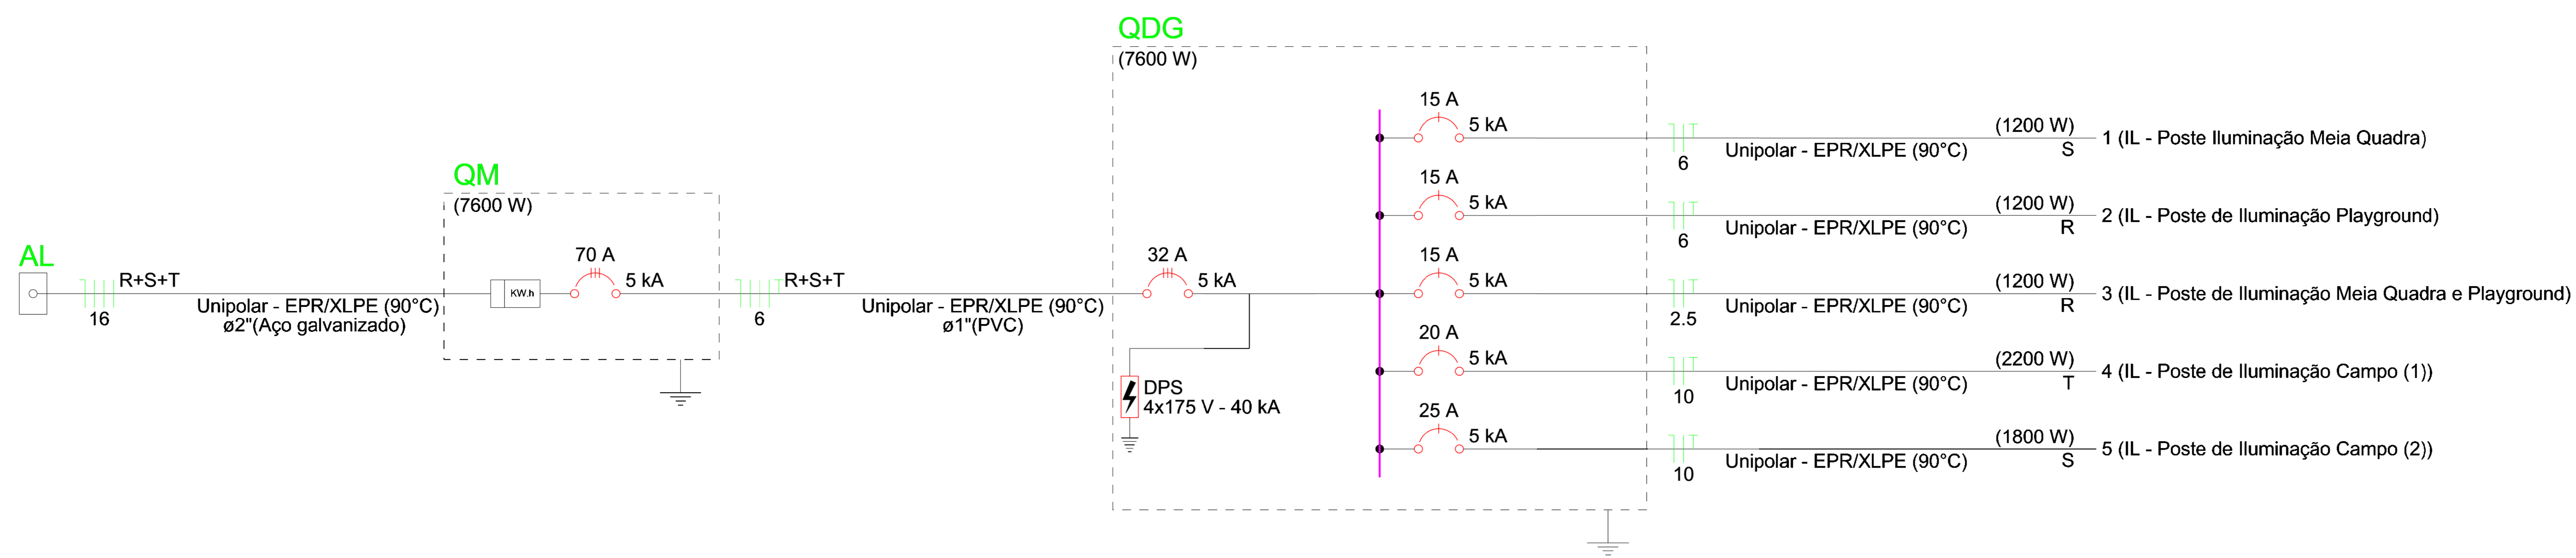 QDG
(7600 W)
15 A
5 kA
6
Unipolar - EPR/XLPE (90°C)
(1200 W)
S
1 (IL - Poste Iluminação Meia Quadra)
15 A
5 kA
6
Unipolar - EPR/XLPE (90°C)
(1200 W)
R
2 (IL - Poste de Iluminação Playground)
QM
(7600 W)
AL
16
R+S+T
Unipolar - EPR/XLPE (90°C)
ø2"(Aço galvanizado)
KW.h
70 A
5 kA
6
R+S+T
Unipolar - EPR/XLPE (90°C)
ø1"(PVC)
32 A
5 kA
15 A
5 kA
2.5
Unipolar - EPR/XLPE (90°C)
(1200 W)
R
3 (IL - Poste de Iluminação Meia Quadra e Playground)
DPS
4x175 V - 40 kA
20 A
5 kA
10
Unipolar - EPR/XLPE (90°C)
(2200 W)
T
4 (IL - Poste de Iluminação Campo (1))
25 A
5 kA
10
Unipolar - EPR/XLPE (90°C)
(1800 W)
S
5 (IL - Poste de Iluminação Campo (2))